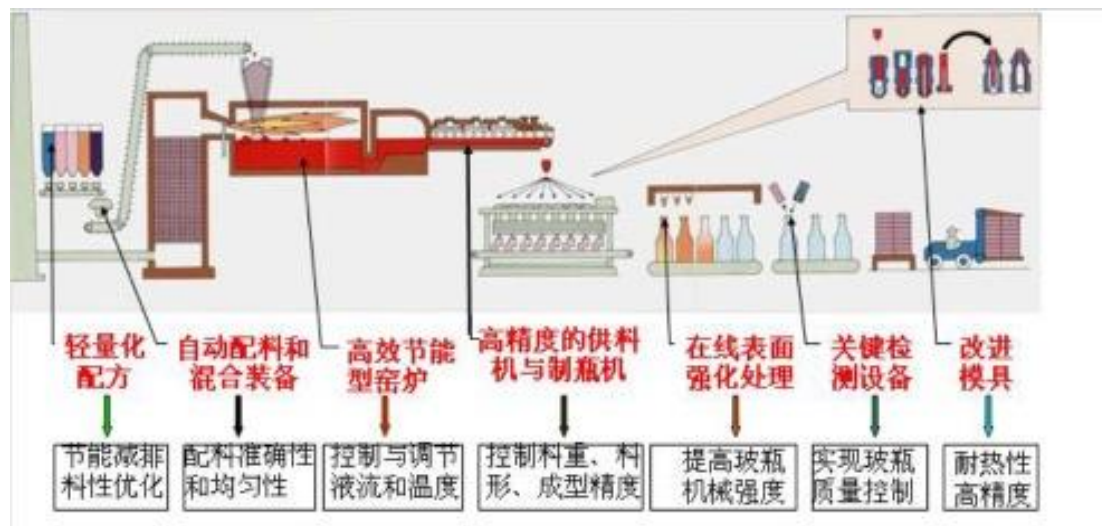 轻量化
配方
自动配料和
混合装备
高效节能
型窑炉
高精度的供料
机与制瓶机
在线表面
强化处理
关键检
测设备
改进
模具
节能减排
料性优化
配料准确性
和均匀性
控制与调节
液流和温度
控制料重、料
形、成型精度
提高玻瓶
机械强度
实现玻瓶
质量控制
耐热性
高精度